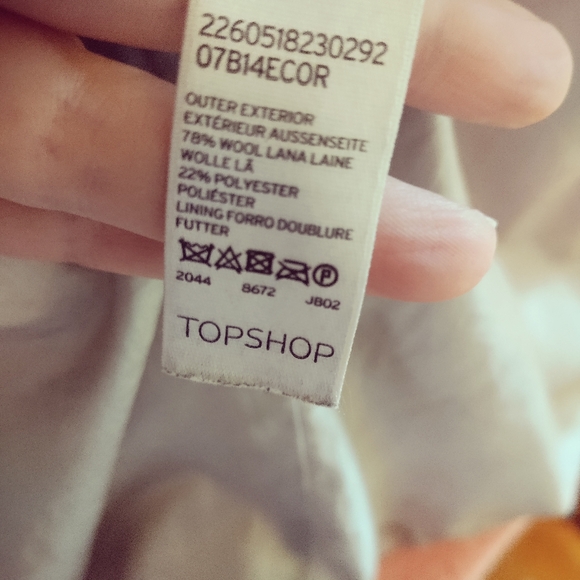 2260518230292
07B14ECOR
OUTER EXTERIOR
EXTÉRIEUR AUSSENSEITE
78% WOOL LANA LAINE
WOLLE LÃ
22% POLYESTER
POLIÉSTER
LINING FORRO DOUBLURE
FUTTER
P
2044 8672 JB02
TOPSHOP